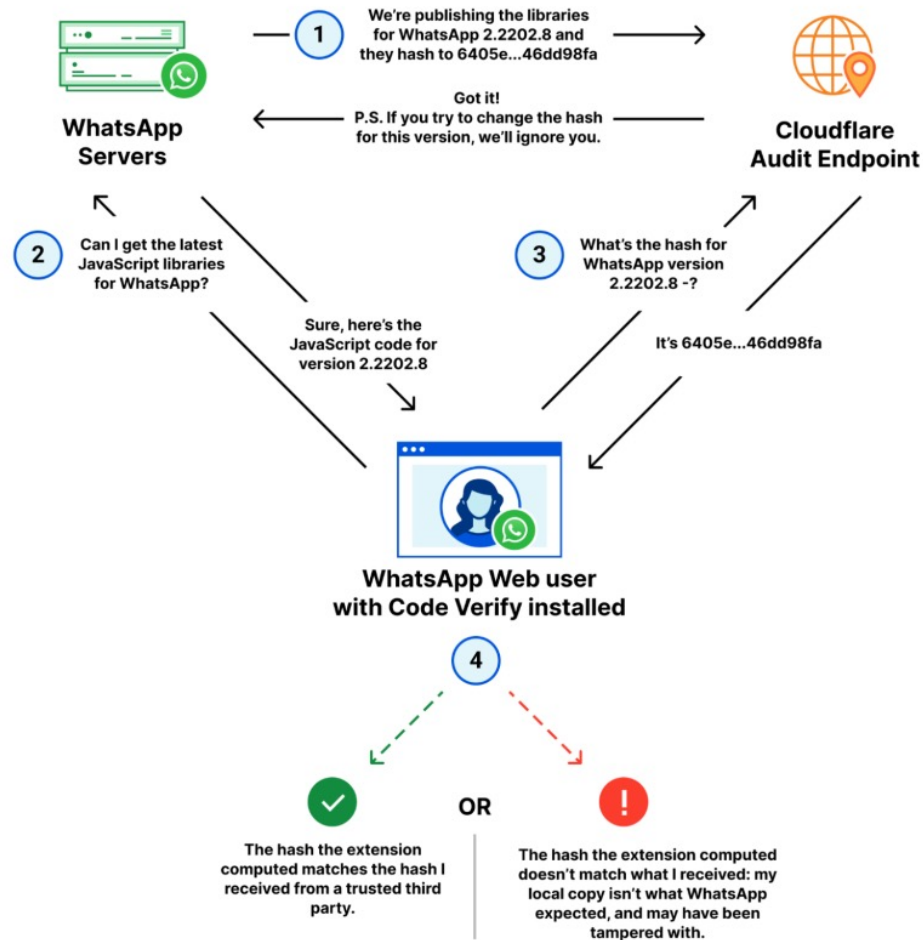 1
We're publishing the libraries
for WhatsApp 2.2202.8 and
they hash to 6405e...46dd98fa
Got it!
P.S. If you try to change the hash
for this version, we'll ignore you.
WhatsApp
Servers
Cloudflare
Audit Endpoint
2
Can I get the latest
JavaScript libraries
for WhatsApp?
Sure, here's the
JavaScript code for
version 2.2202.8
3
What's the hash for
WhatsApp version
2.2202.8 -?
It's 6405e...46dd98fa
WhatsApp Web user
with Code Verify installed
4
OR
The hash the extension
computed matches the hash I
received from a trusted third
party.
!
The hash the extension computed
doesn't match what I received: my
local copy isn't what WhatsApp
expected, and may have been
tampered with.